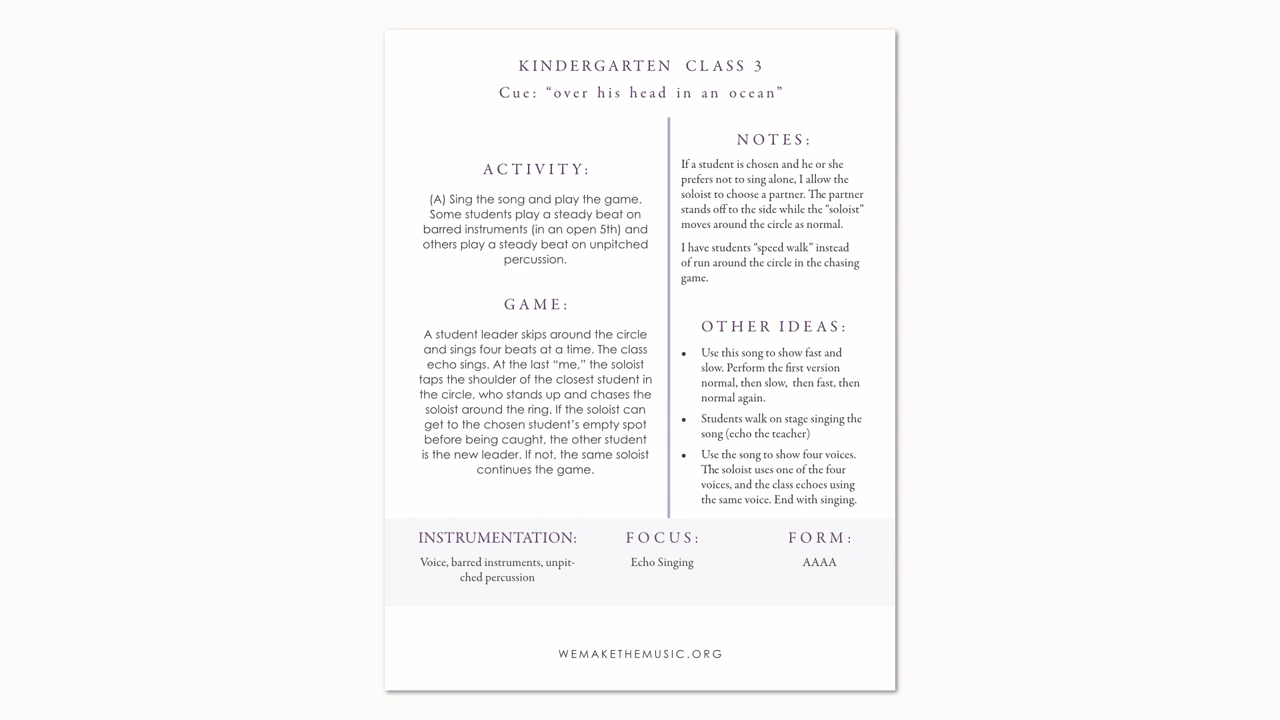 KINDERGARTEN CLASS 3
Cue: “over his head in an ocean”
ACTIVITY:
(A) Sing the song and play the game.
Some students play a steady beat on
barred instruments (in an open 5th) and
others play a steady beat on unpitched
percussion.
GAME:
A student leader skips around the circle
and sings four beats at a time. The class
echo sings. At the last “me,” the soloist
taps the shoulder of the closest student in
the circle, who stands up and chases the
soloist around the ring. If the soloist can
get to the chosen student’s empty spot
before being caught, the other student
is the new leader. If not, the same soloist
continues the game.
NOTES:
If a student is chosen and he or she
prefers not to sing alone, I allow the
soloist to choose a partner. The partner
stands off to the side while the “soloist”
moves around the circle as normal.
I have students “speed walk” instead
of run around the circle in the chasing
game.
OTHER IDEAS:
• Use this song to show fast and
slow. Perform the first version
normal, then slow, then fast, then
normal again.
• Students walk on stage singing the
song (echo the teacher)
• Use the song to show four voices.
The soloist uses one of the four
voices, and the class echoes using
the same voice. End with singing.
INSTRUMENTATION:
Voice, barred instruments, unpit-
ched percussion
FOCUS:
Echo Singing
FORM:
AAAA
WEMAKETHEMUSIC.ORG